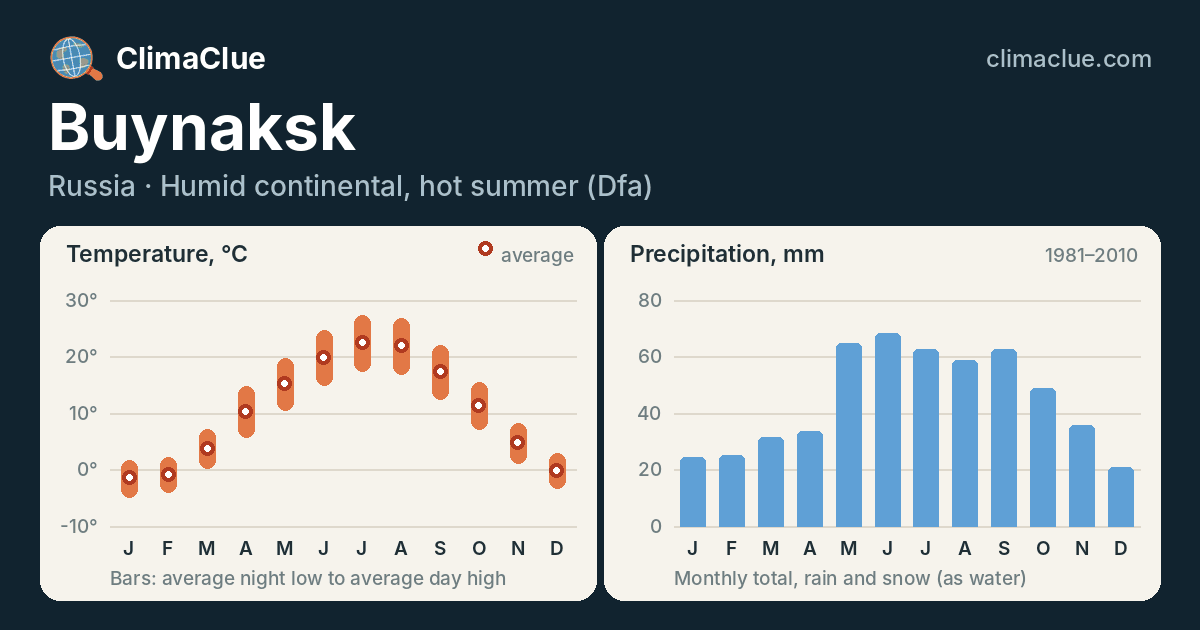 ClimaClue
climaclue.com
Buynaksk
Russia · Humid continental, hot summer (Dfa)
Temperature, °C
average
30°
20°
10°
0°
-10°
J F M A M J J A S O N D
Bars: average night low to average day high
Precipitation, mm
1981–2010
80
60
40
20
0
J F M A M J J A S O N D
Monthly total, rain and snow (as water)